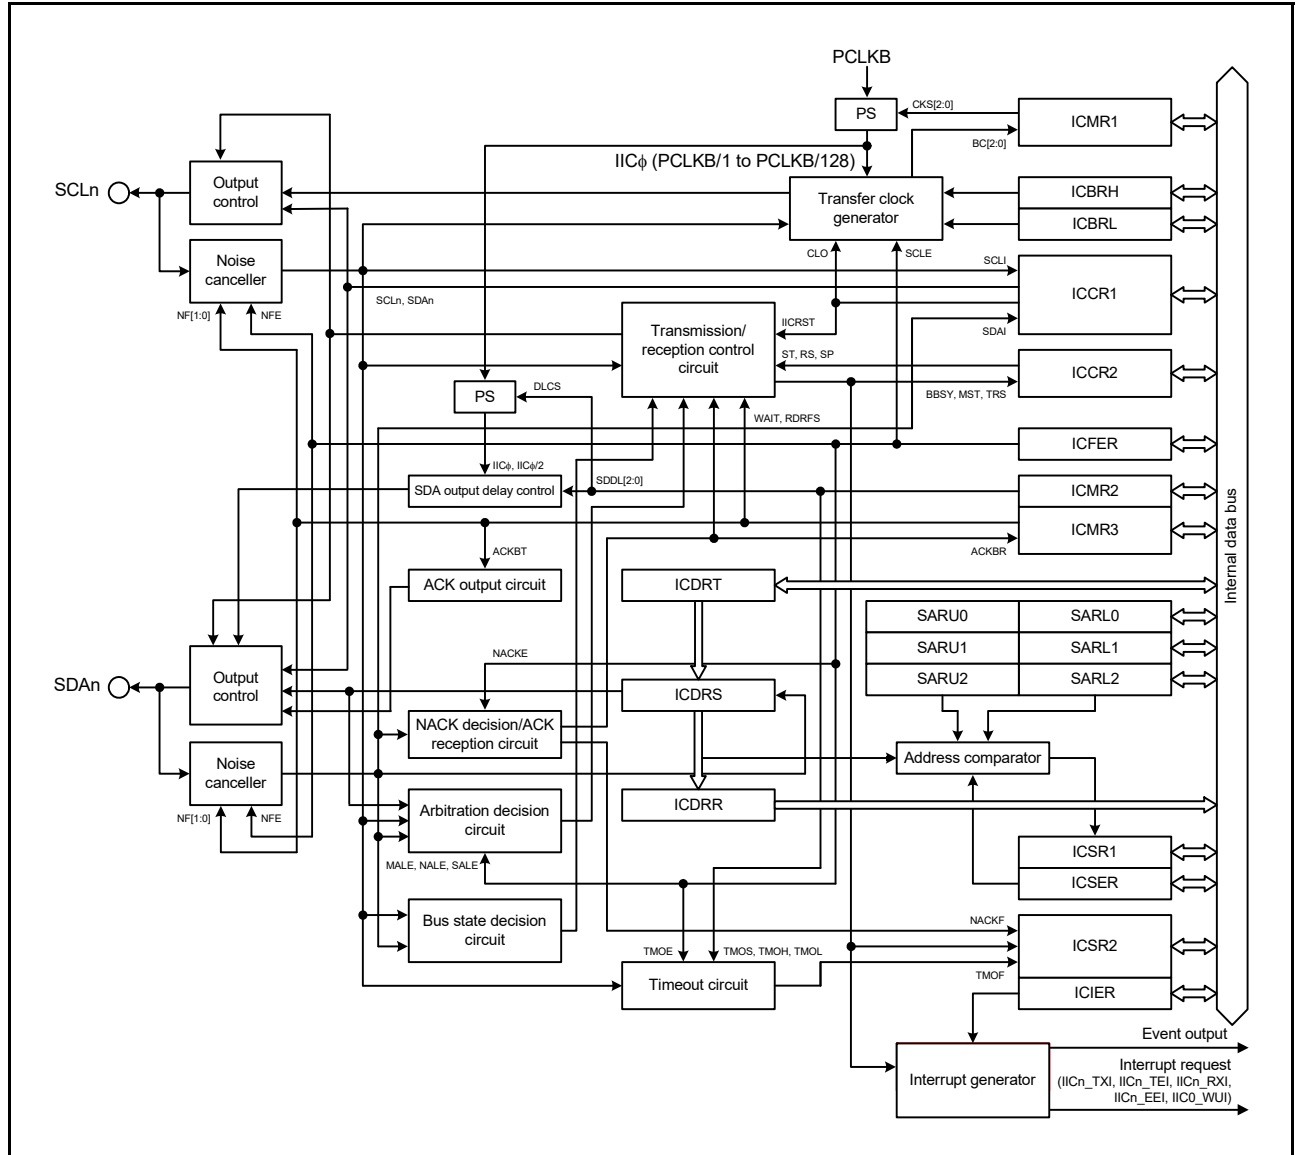 PCLKB
PS
CKS[2:0]
ICMR1
BC[2:0]
IICϕ (PCLKB/1 to PCLKB/128)
SCLn
Output
control
Transfer clock
generator
ICBRH
ICBRL
CLO
SCLE
Noise
canceller
SCLI
ICCR1
NF[1:0]
NFE
SCLn, SDAn
IICRST
SDAI
Transmission/
reception control
circuit
ST, RS, SP
ICCR2
BBSY, MST, TRS
PS
DLCS
WAIT, RDRFS
ICFER
IICϕ, IICϕ/2
SDA output delay control
SDDL[2:0]
ICMR2
ICMR3
ACKBT
ACKBR
ACK output circuit
ICDRT
Internal data bus
SARU0
SARL0
SARU1
SARL1
SARU2
SARL2
NACKE
SDAn
Output
control
ICDRS
NACK decision/ACK
reception circuit
Address comparator
Noise
canceller
NF[1:0]
NFE
Arbitration decision
circuit
ICDRR
MALE, NALE, SALE
ICSR1
ICSER
Bus state decision
circuit
NACKF
ICSR2
TMOE
TMOS, TMOH, TMOL
TMOF
Timeout circuit
ICIER
Event output
Interrupt generator
Interrupt request
(IICn_TXI, IICn_TEI, IICn_RXI,
IICn_EEI, IIC0_WUI)